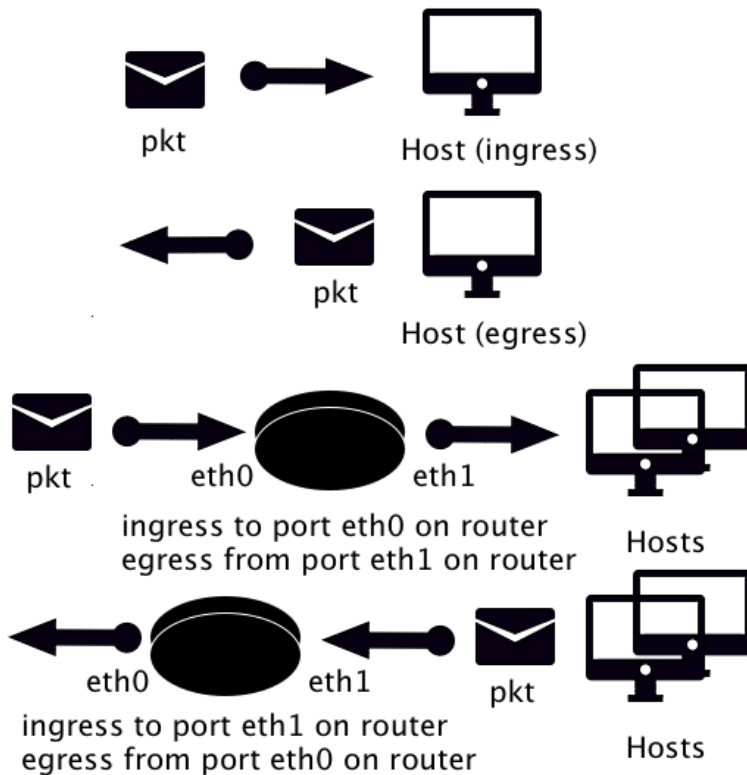 pkt
Host (ingress)
pkt
Host (egress)
pkt
eth0
eth1
ingress to port eth0 on router
egress from port eth1 on router
Hosts
eth0
eth1
pkt
ingress to port eth1 on router
egress from port eth0 on router
Hosts